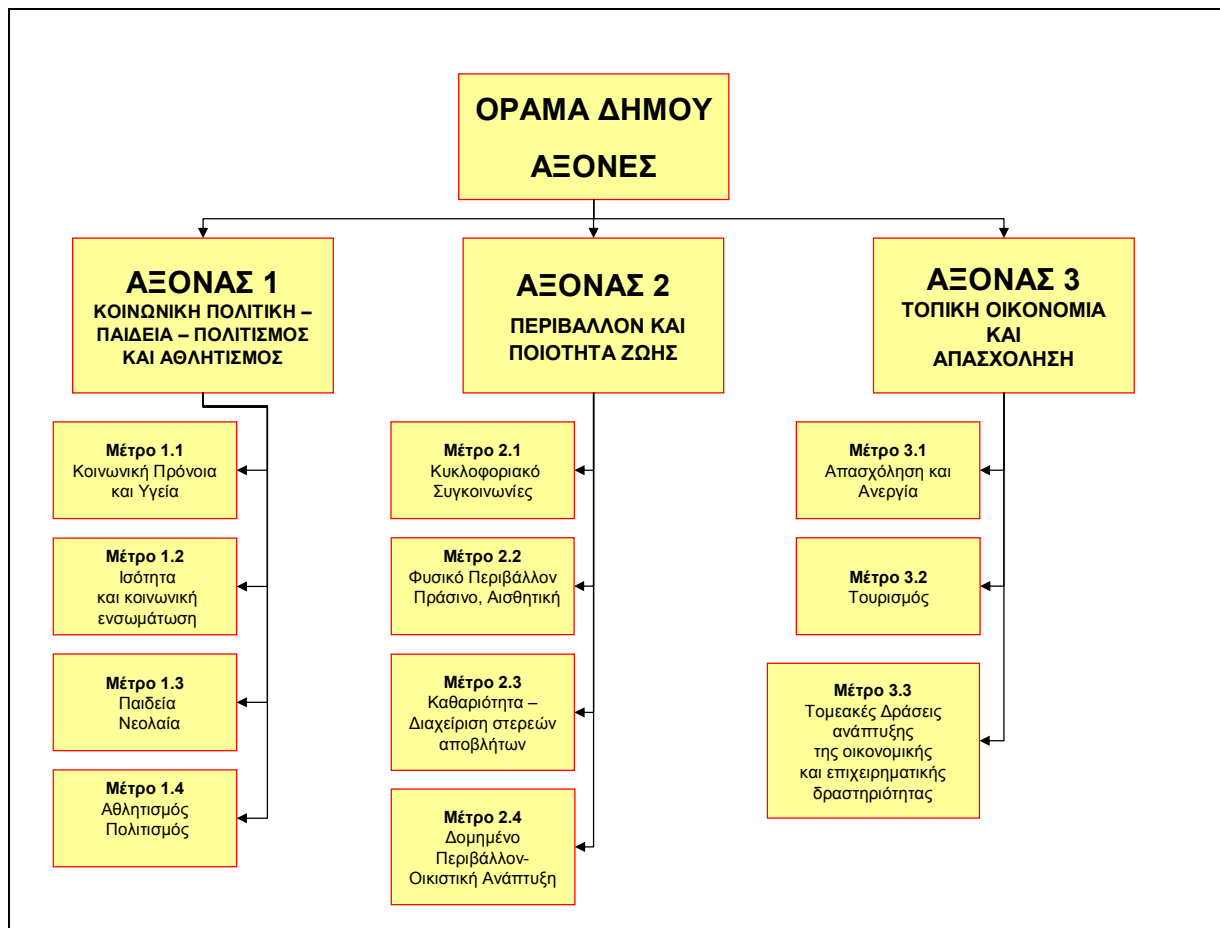 ΟΡΑΜΑ ΔΗΜΟΥ
ΑΞΟΝΕΣ
ΑΞΟΝΑΣ 1
ΚΟΙΝΩΝΙΚΗ ΠΟΛΙΤΙΚΗ –
ΠΑΙΔΕΙΑ – ΠΟΛΙΤΙΣΜΟΣ
ΚΑΙ ΑΘΛΗΤΙΣΜΟΣ
Μέτρο 1.1
Κοινωνική Πρόνοια
και Υγεία
Μέτρο 1.2
Ισότητα
και κοινωνική
ενσωμάτωση
Μέτρο 1.3
Παιδεία
Νεολαία
Μέτρο 1.4
Αθλητισμός
Πολιτισμός
ΑΞΟΝΑΣ 2
ΠΕΡΙΒΑΛΛΟΝ ΚΑΙ
ΠΟΙΟΤΗΤΑ ΖΩΗΣ
Μέτρο 2.1
Κυκλοφοριακό
Συγκοινωνίες
Μέτρο 2.2
Φυσικό Περιβάλλον
Πράσινο, Αισθητική
Μέτρο 2.3
Καθαριότητα –
Διαχείριση στερεών
αποβλήτων
Μέτρο 2.4
Δομημένο
Περιβάλλον-
Οικιστική Ανάπτυξη
ΑΞΟΝΑΣ 3
ΤΟΠΙΚΗ ΟΙΚΟΝΟΜΙΑ
ΚΑΙ
ΑΠΑΣΧΟΛΗΣΗ
Μέτρο 3.1
Απασχόληση και
Ανεργία
Μέτρο 3.2
Τουρισμός
Μέτρο 3.3
Τομεακές Δράσεις
ανάπτυξης
της οικονομικής
και επιχειρηματικής
δραστηριότητας